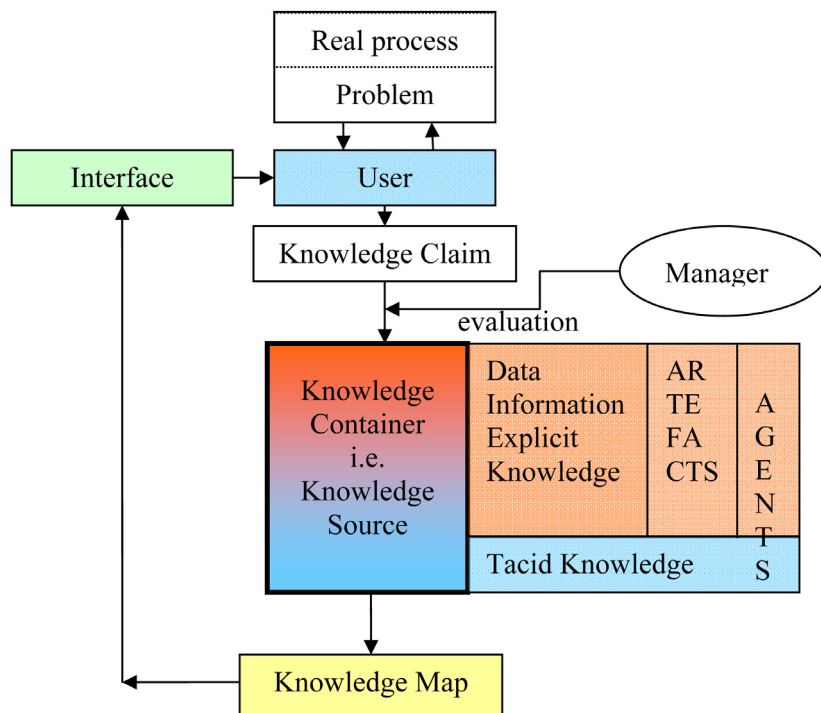 Real process
Problem
Interface
User
Knowledge Claim
Manager
evaluation
Knowledge
Container
i.e.
Knowledge
Source
Data
Information
Explicit
Knowledge
AR
TE
FA
CTS
A
G
E
N
T
S
Tacid Knowledge
Knowledge Map